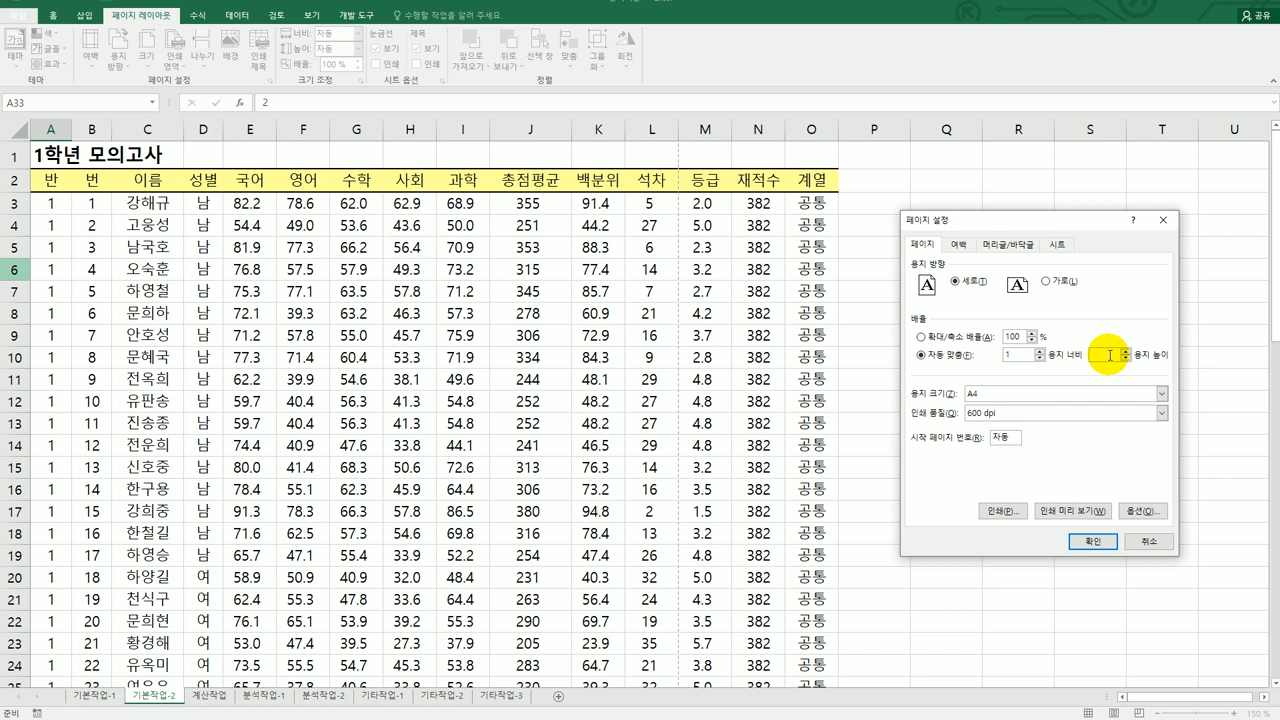 홈 삽입 페이지 레이아웃 수식 데이터 검토 보기 개발 도구 수행할 작업을 알려 주세요. 공유
색 너비: 자동 눈금선 제목
글꼴 높이: 자동 보기 보기
효과 배율: 100 % 인쇄 인쇄
테마 여백 용지 방향 크기 인쇄 영역 나누기 배경 인쇄 제목 앞으로 가져오기 뒤로 보내기 선택 창 맞춤 그룹화 회전
테마 페이지 설정 크기 조정 시트 옵션 정렬
A33 fx 2
A B C D E F G H I J K L M N O P Q R S T U
1 1학년 모의고사
2 반 번 이름 성별 국어 영어 수학 사회 과학 총점평균 백분위 석차 등급 재적수 계열
3 1 1 강해규 남 82.2 78.6 62.0 62.9 68.9 355 91.4 5 2.0 382 공통
4 1 2 고웅성 남 54.4 49.0 53.6 43.6 50.0 251 44.2 27 5.0 382 공통
5 1 3 남국호 남 81.9 77.3 66.2 56.4 70.9 353 88.3 6 2.3 382 공통
6 1 4 오숙훈 남 76.8 57.5 57.9 49.3 73.2 315 77.4 14 3.2 382 공통
7 1 5 하영철 남 75.3 77.1 63.5 57.8 71.2 345 85.7 7 2.7 382 공통
8 1 6 문희하 남 72.1 39.3 63.2 46.3 57.3 278 60.9 21 4.2 382 공통
9 1 7 안호성 남 71.2 57.8 55.0 45.7 75.9 306 72.9 16 3.7 382 공통
10 1 8 문혜국 남 77.3 71.4 60.4 53.3 71.9 334 84.3 9 2.8 382 공통
11 1 9 전옥희 남 62.2 39.9 54.6 38.1 49.6 244 48.1 29 4.8 382 공통
12 1 10 유판송 남 59.7 40.4 56.3 41.3 54.8 252 48.2 27 4.8 382 공통
13 1 11 진송종 남 59.7 40.4 56.3 41.3 54.8 252 48.2 27 4.8 382 공통
14 1 12 전운희 남 74.4 40.9 47.6 33.8 44.1 241 46.5 29 4.8 382 공통
15 1 13 신호중 남 80.0 41.4 68.3 50.6 72.6 313 76.3 14 3.2 382 공통
16 1 14 한구용 남 78.4 55.1 62.3 45.9 64.4 306 73.2 16 3.5 382 공통
17 1 15 강희중 남 91.3 78.3 66.3 57.8 86.5 380 94.8 2 1.5 382 공통
18 1 16 한철길 남 71.6 62.5 57.3 54.6 69.8 316 78.4 13 3.2 382 공통
19 1 17 하영승 남 65.7 47.1 55.4 33.9 52.2 254 47.4 26 4.8 382 공통
20 1 18 하양길 여 58.9 50.9 40.9 32.0 48.4 231 40.3 32 5.0 382 공통
21 1 19 천식구 여 62.4 55.3 47.8 33.6 64.4 263 56.4 24 4.3 382 공통
22 1 20 문희현 여 76.1 65.1 53.9 39.2 55.3 290 69.7 19 3.5 382 공통
23 1 21 황경해 여 53.0 47.4 39.5 27.3 37.9 205 23.9 35 5.7 382 공통
24 1 22 유옥미 여 73.5 55.5 54.7 45.3 53.8 283 64.7 21 3.8 382 공통
페이지 설정 ?
페이지 여백 머리글/바닥글 시트
용지 방향
A 세로(T) A 가로(L)
배율
확대/축소 배율(A): 100 %
자동 맞춤(F): 1 용지 너비 용지 높이
용지 크기(Z): A4
인쇄 품질(Q): 600 dpi
시작 페이지 번호(R): 자동
인쇄(P)... 인쇄 미리 보기(W) 옵션(O)...
확인 취소
기본작업-1 기본작업-2 계산작업 분석작업-1 분석작업-2 기타작업-1 기타작업-2 기타작업-3
준비 150 %